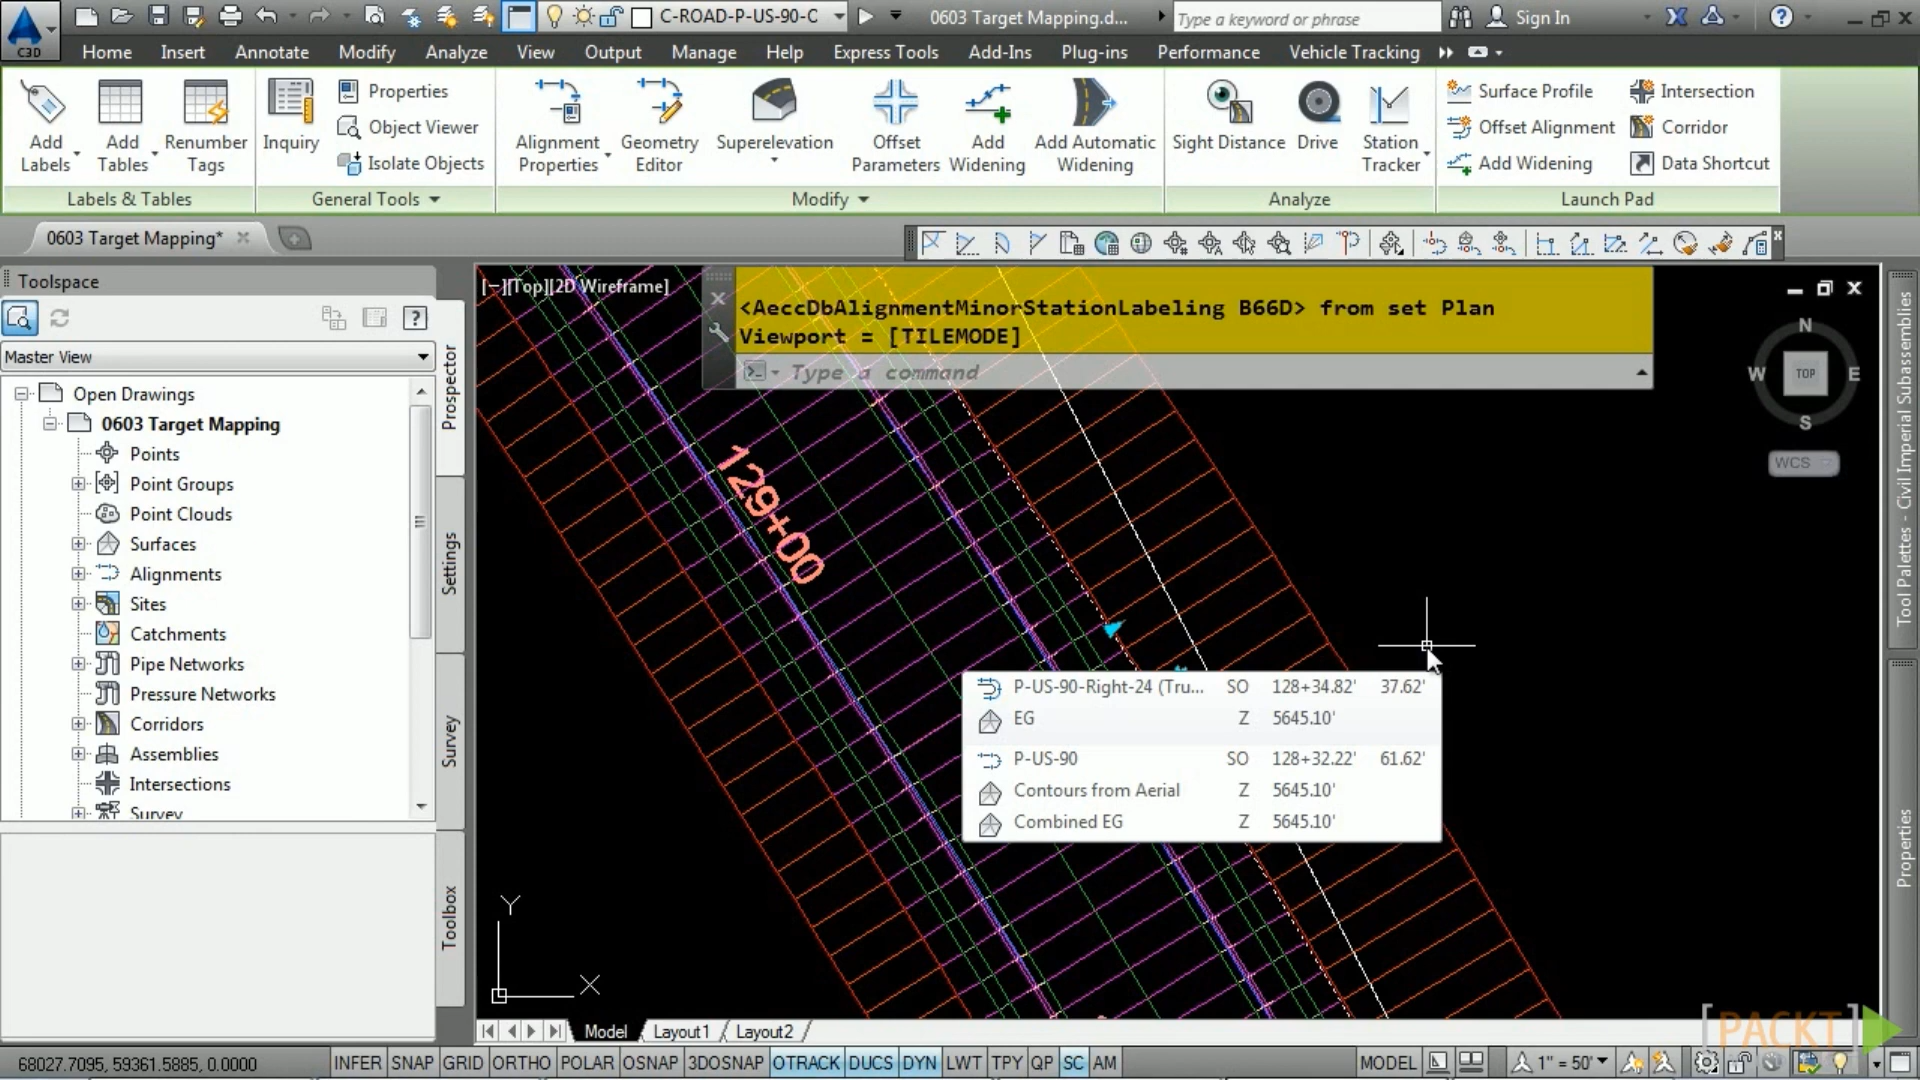 C-ROAD-P-US-90-C
0603 Target Mapping.d...
Type a keyword or phrase
Sign In
C3D
Home Insert Annotate Modify Analyze View Output Manage Help Express Tools Add-Ins Plug-ins Performance Vehicle Tracking
Add Labels
Add Tables
Renumber Tags
Inquiry
Properties
Object Viewer
Isolate Objects
Alignment Properties
Geometry Editor
Superelevation
Offset Parameters
Add Widening
Add Automatic Widening
Sight Distance
Drive
Station Tracker
Surface Profile
Offset Alignment
Add Widening
Intersection
Corridor
Data Shortcut
Labels & Tables
General Tools
Modify
Analyze
Launch Pad
0603 Target Mapping*
Toolspace
Master View
Open Drawings
0603 Target Mapping
Points
Point Groups
Point Clouds
Surfaces
Alignments
Sites
Catchments
Pipe Networks
Pressure Networks
Corridors
Assemblies
Intersections
Survey
Prospector
Settings
Survey
Toolbox
[−][Top][2D Wireframe]
<AeccDbAlignmentMinorStationLabeling B66D> from set Plan
Viewport = [TILEMODE]
Type a command
N
W TOP E
S
WCS
129+00
P-US-90-Right-24 (Tru... SO 128+34.82' 37.62'
EG Z 5645.10'
P-US-90 SO 128+32.22' 61.62'
Contours from Aerial Z 5645.10'
Combined EG Z 5645.10'
Y
X
Tool Palettes - Civil Imperial Subassemblies
Properties
[PACKT]
Model Layout1 Layout2
68027.7095, 59361.5885, 0.0000 INFER SNAP GRID ORTHO POLAR OSNAP 3DOSNAP OTRACK DUCS DYN LWT TPY QP SC AM MODEL 1" = 50'